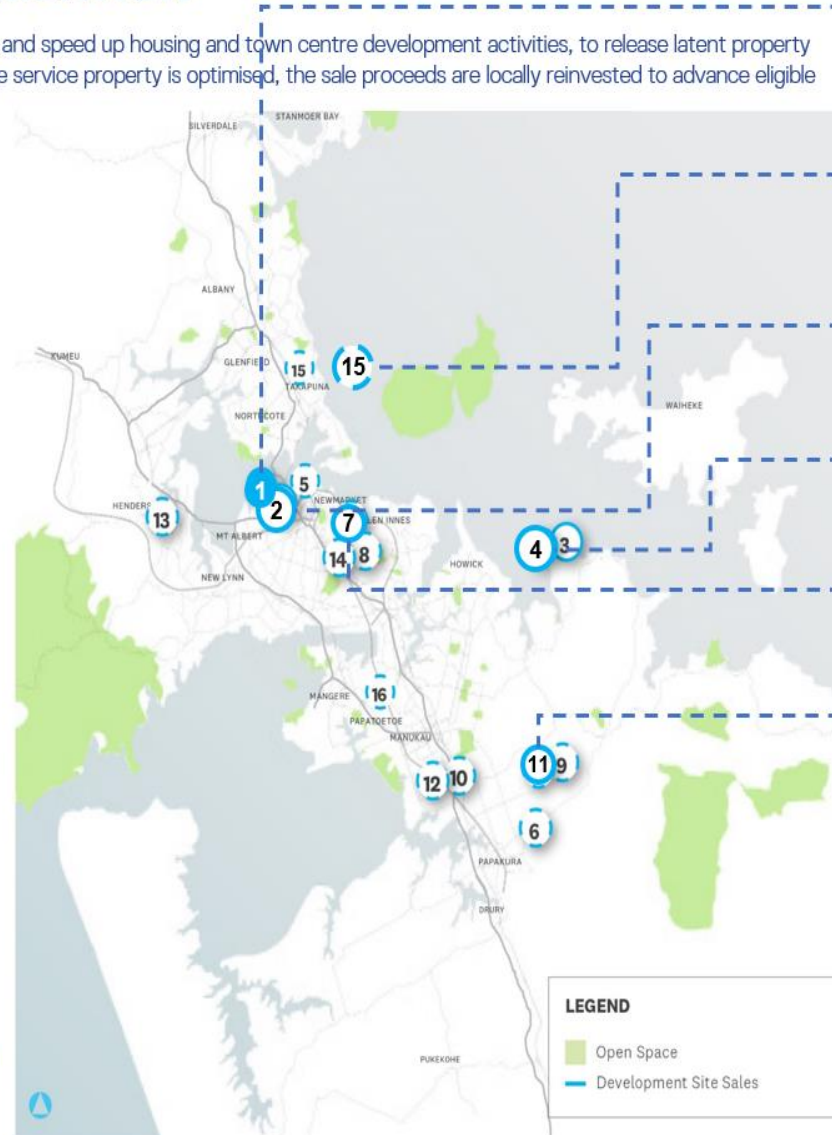 and speed up housing and town centre development activities, to release latent property
e service property is optimised, the sale proceeds are locally reinvested to advance eligible
STANMOER BAY
SILVERDALE
ALBANY
KUMEU
GLENFIELD
15
15
TAKAPUNA
NORTHCOTE
1
5
2
NEWMARKET
HENDERS
13
7
LEN INNES
MT ALBERT
14
8
4
3
HOWICK
NEW LYNN
WAIHEKE
MANGERE
16
PAPATOETOE
MANUKAU
12
10
11
9
6
PAPAKURA
DRURY
PUKEKOHE
LEGEND
Open Space
Development Site Sales